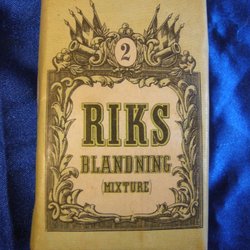 2
RIKS
BLANDNING
(MIXTURE)